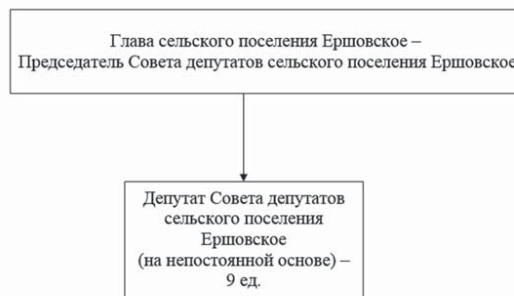 Глава сельского поселения Ершовское –
Председатель Совета депутатов сельского поселения Ершовское
Депутат Совета депутатов
сельского поселения
Ершовское
(на непостоянной основе) –
9 ед.